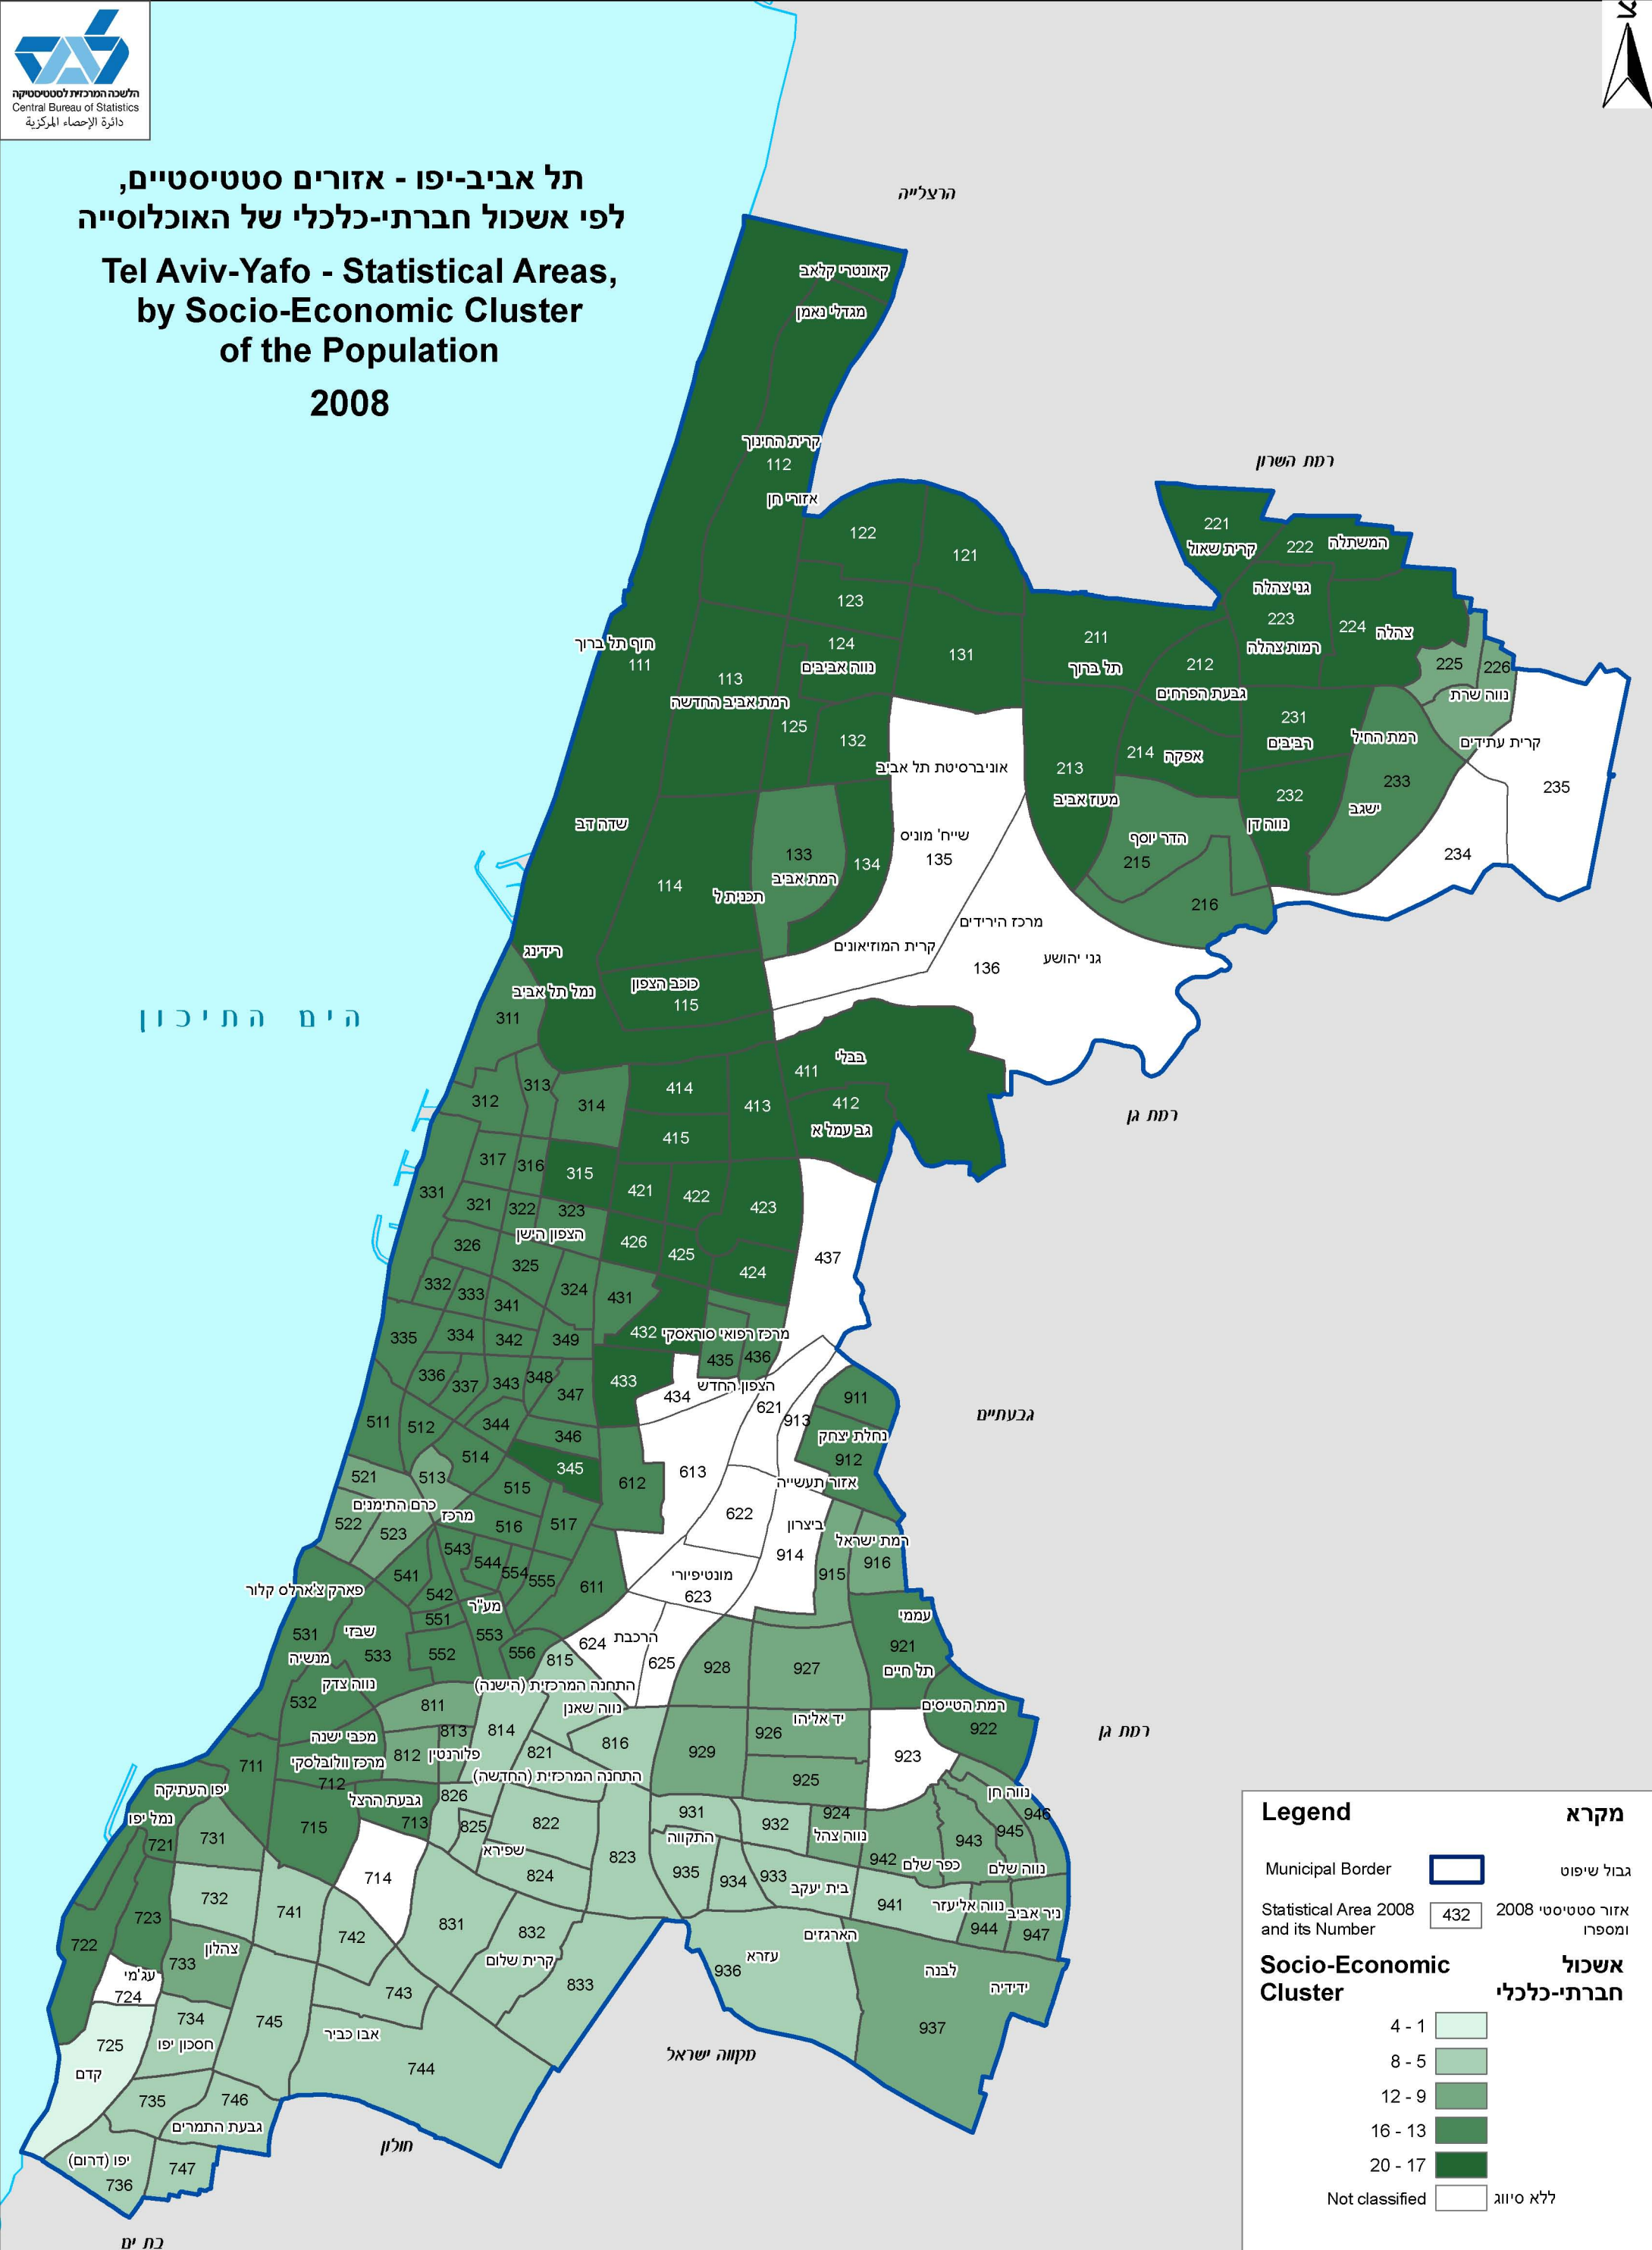 הלשכה המרכזית לסטטיסטיקה
Central Bureau of Statistics
دائرة الإحصاء المركزية
תל אביב-יפו - אזורים סטטיסטיים,
לפי אשכול חברתי-כלכלי של האוכלוסייה
Tel Aviv-Yafo - Statistical Areas,
by Socio-Economic Cluster
of the Population
2008
הרצלייה
קאונטרי קלאב
מגדלי נאמן
קרית החינוך
112
אזורי חן
רמת השרון
122
121
123
124
נווה אביבים
131
חוף תל ברוך
111
113
רמת אביב החדשה
125
132
אוניברסיטת תל אביב
שייח' מוניס
135
133
רמת אביב
134
שדה דב
114
תכנית ל
מרכז הירידים
קרית המוזיאונים
136
גני יהושע
רידינג
נמל תל אביב
כוכב הצפון
115
221
קרית שאול
222
המשתלה
גני צהלה
223
רמות צהלה
224
צהלה
211
תל ברוך
212
גבעת הפרחים
225
226
נווה שרת
231
רביבים
רמת החיל
קרית עתידים
213
מעוז אביב
214
אפקה
232
נווה דן
233
ישגב
235
234
הדר יוסף
215
216
הים התיכון
311
312
313
314
414
413
411
בבלי
412
גב עמל א
415
רמת גן
317
316
315
331
321
322
323
הצפון הישן
421
422
423
326
325
426
425
424
437
332
333
341
324
431
335
334
342
349
432
מרכז רפואי סוראסקי
435
436
336
337
343
348
347
433
434
הצפון החדש
621
913
911
גבעתיים
נחלת יצחק
912
511
512
344
346
514
345
612
613
אזור תעשייה
521
513
515
622
ביצרון
כרם התימנים
מרכז
522
523
516
517
914
רמת ישראל
915
916
543
544
554
555
541
542
611
מונטיפיורי
623
פארק צ'ארלס קלור
מע"ר
551
עממי
921
תל חיים
531
שבזי
533
מנשיה
552
553
556
815
624
הרכבת
625
928
927
נווה צדק
532
התחנה המרכזית (הישנה)
נווה שאנן
רמת הטייסים
922
רמת גן
811
מכבי ישנה
813
814
816
יד אליהו
926
923
מרכז וולובלסקי
812
פלורנטין
821
929
711
712
התחנה המרכזית (החדשה)
925
יפו העתיקה
גבעת הרצל
826
נווה חן
נמל יפו
721
731
715
713
825
822
931
932
924
946
שפירא
התקווה
נווה צהל
943
945
714
824
823
935
934
933
בית יעקב
942
כפר שלם
נווה שלם
732
723
741
742
831
832
941
נווה אליעזר
ניר אביב
722
צהלון
733
קרית שלום
הארגזים
944
947
עג'מי
724
743
833
עזרא
936
לבנה
ידידיה
725
734
חסכון יפו
745
אבו כביר
937
קדם
744
מקווה ישראל
735
746
גבעת התמרים
חולון
יפו (דרום)
736
747
בת ים
Legend מקרא
Municipal Border גבול שיפוט
Statistical Area 2008 אזור סטטיסטי 2008
and its Number 432 ומספרו
Socio-Economic אשכול
Cluster חברתי-כלכלי
4 - 1
8 - 5
12 - 9
16 - 13
20 - 17
Not classified ללא סיווג